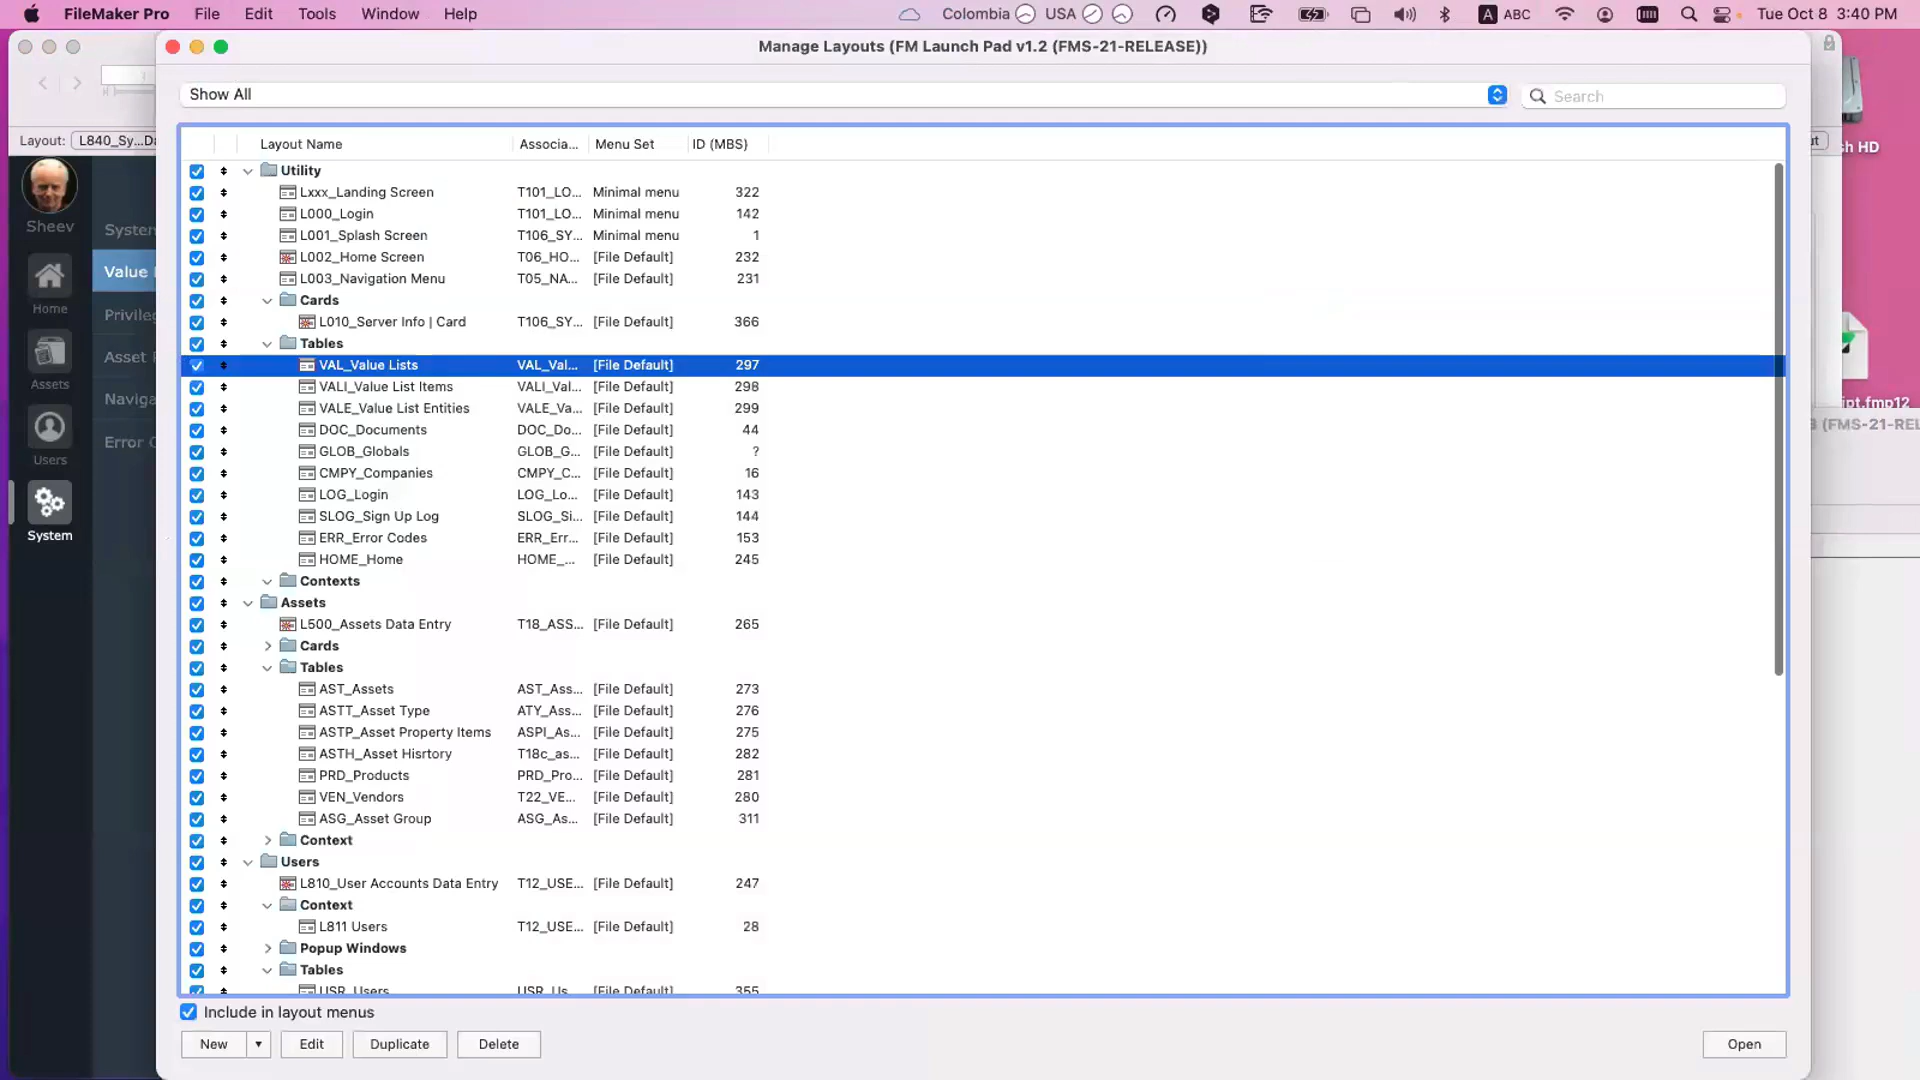 FileMaker Pro File Edit Tools Window Help Colombia USA A ABC Tue Oct 8 3:40 PM
Manage Layouts (FM Launch Pad v1.2 (FMS-21-RELEASE))
Show All Search
Layout: L840_Sy...Da
Layout Name Associa... Menu Set ID (MBS)
Utility
Lxxx_Landing Screen T101_LO... Minimal menu 322
L000_Login T101_LO... Minimal menu 142
L001_Splash Screen T106_SY... Minimal menu 1
L002_Home Screen T06_HO... [File Default] 232
L003_Navigation Menu T05_NA... [File Default] 231
Cards
L010_Server Info | Card T106_SY... [File Default] 366
Tables
VAL_Value Lists VAL_Val... [File Default] 297
VALI_Value List Items VALI_Val... [File Default] 298
VALE_Value List Entities VALE_Va... [File Default] 299
DOC_Documents DOC_Do... [File Default] 44
GLOB_Globals GLOB_G... [File Default] ?
CMPY_Companies CMPY_C... [File Default] 16
LOG_Login LOG_Lo... [File Default] 143
SLOG_Sign Up Log SLOG_Si... [File Default] 144
ERR_Error Codes ERR_Err... [File Default] 153
HOME_Home HOME_... [File Default] 245
Contexts
Assets
L500_Assets Data Entry T18_ASS... [File Default] 265
Cards
Tables
AST_Assets AST_Ass... [File Default] 273
ASTT_Asset Type ATY_Ass... [File Default] 276
ASTP_Asset Property Items ASPI_As... [File Default] 275
ASTH_Asset Hisrtory T18c_as... [File Default] 282
PRD_Products PRD_Pro... [File Default] 281
VEN_Vendors T22_VE... [File Default] 280
ASG_Asset Group ASG_As... [File Default] 311
Context
Users
L810_User Accounts Data Entry T12_USE... [File Default] 247
Context
L811 Users T12_USE... [File Default] 28
Popup Windows
Tables
USR_Users USR_Us... [File Default] 355
Include in layout menus
New Edit Duplicate Delete Open
Sheev
Home
Assets
Users
System
System
Value
Privileg
Asset
Naviga
Error C
sh HD
ipt.fmp12
(FMS-21-REL